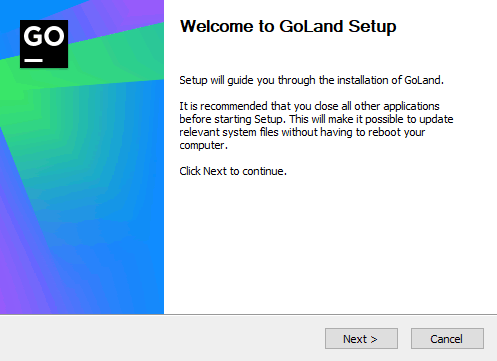 GO
Welcome to GoLand Setup
Setup will guide you through the installation of GoLand.
It is recommended that you close all other applications
before starting Setup. This will make it possible to update
relevant system files without having to reboot your
computer.
Click Next to continue.
Next >
Cancel